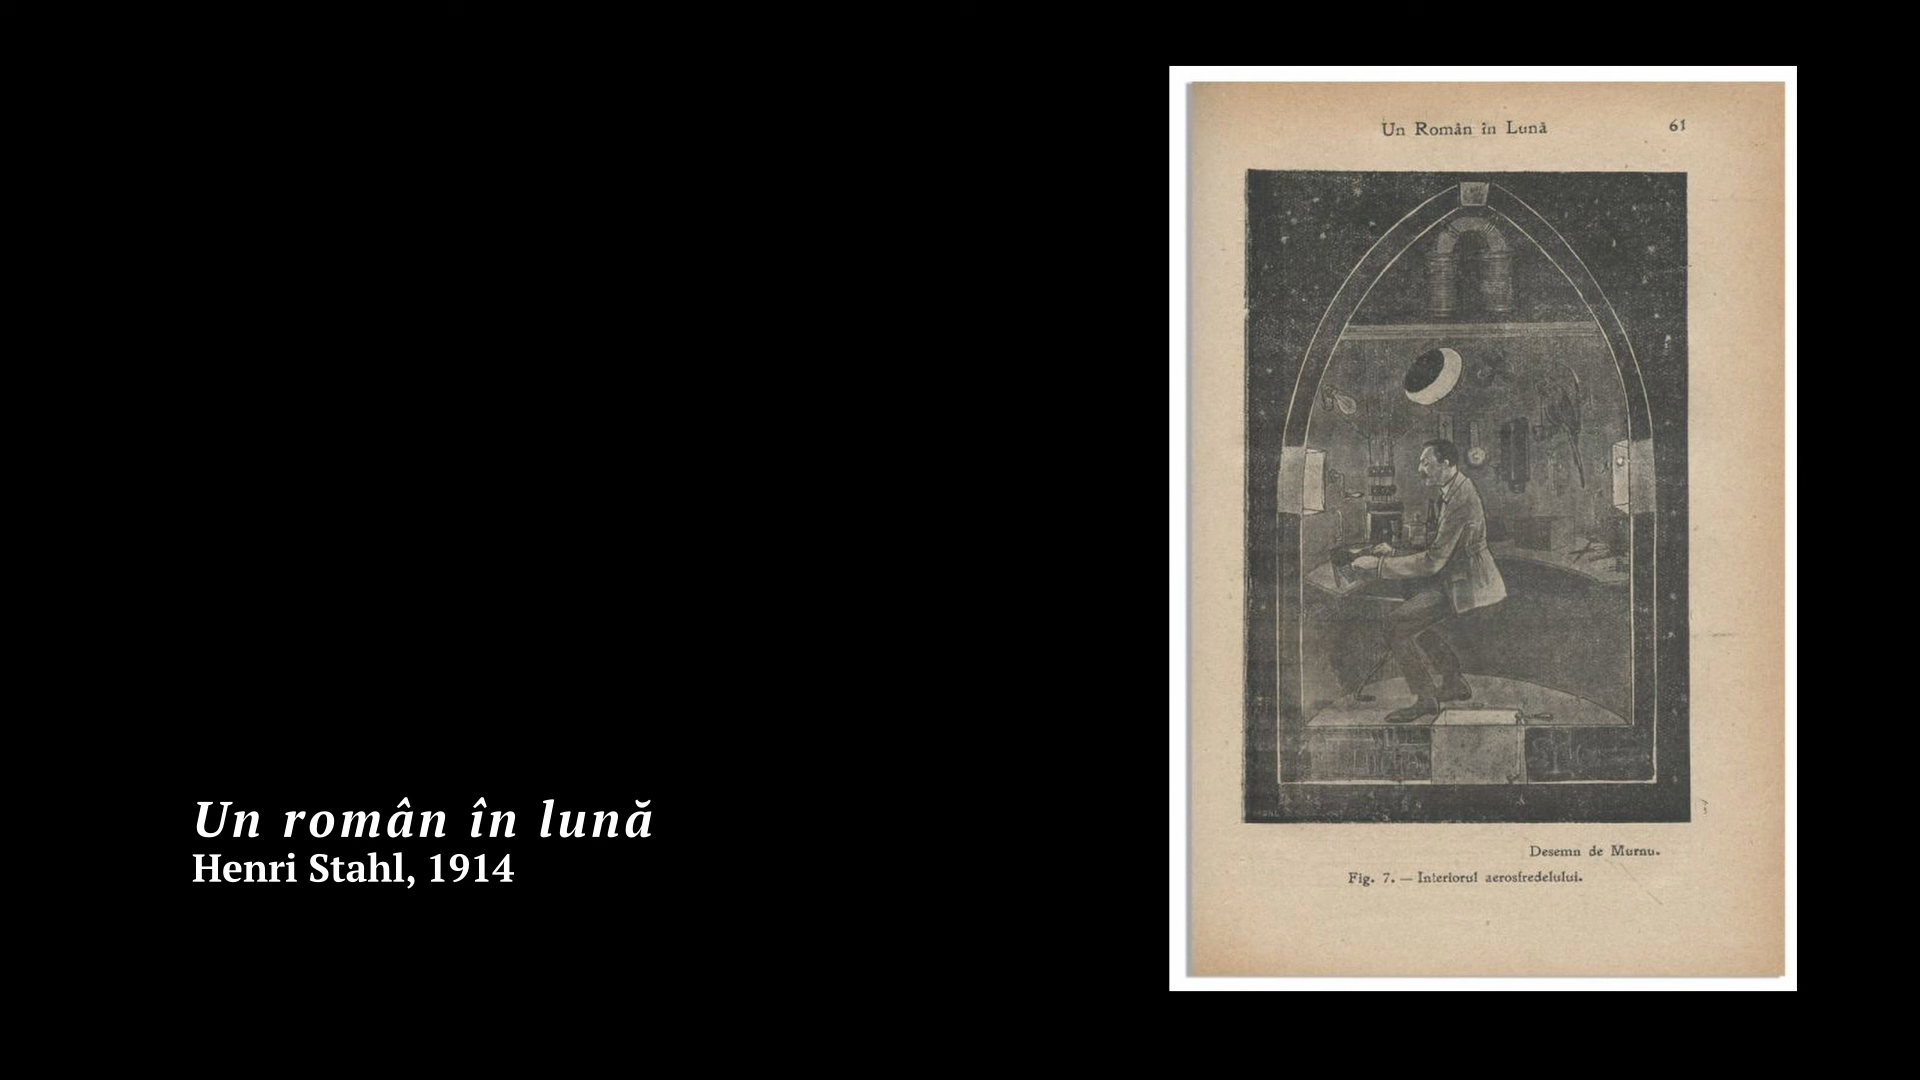 Un român în lună
Henri Stahl, 1914
Un Român în Lună 61
Desemn de Murnu.
Fig. 7. — Interiorul aerosfredelului.